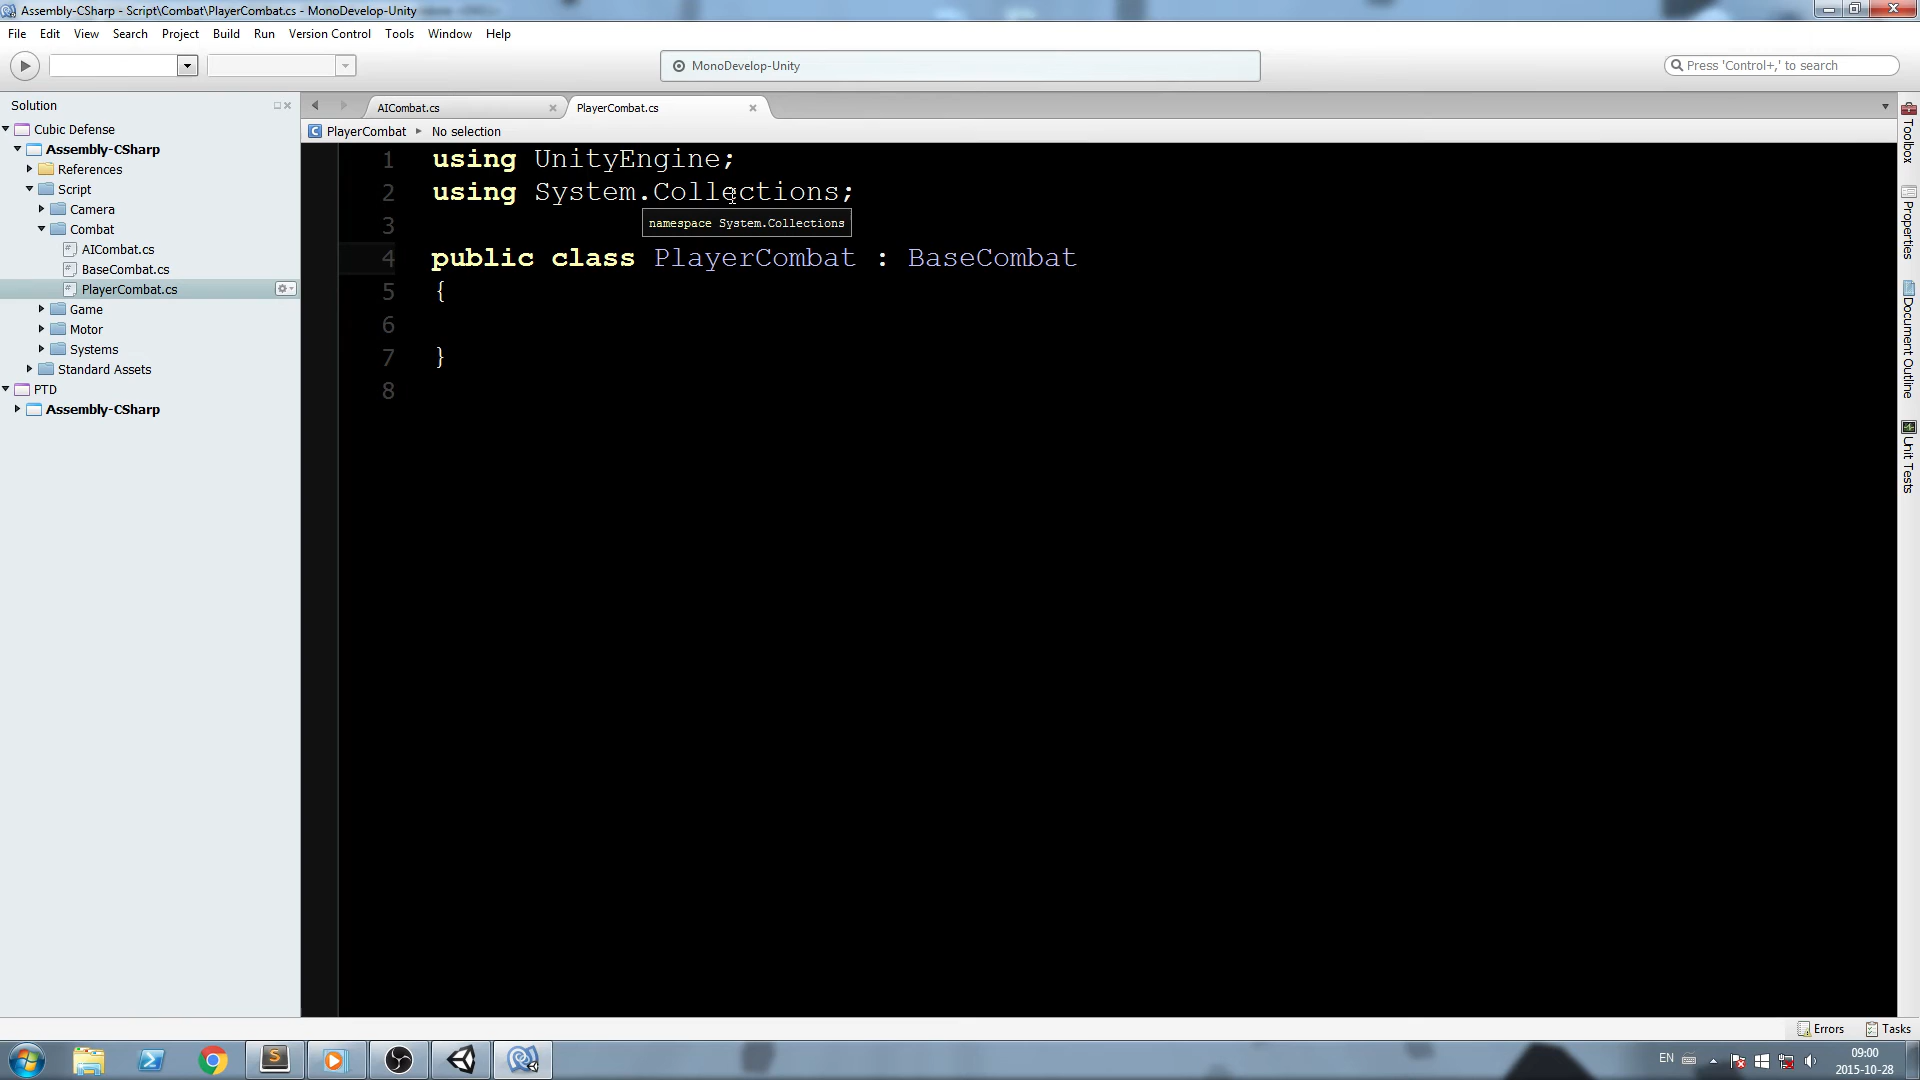 Assembly-CSharp - Script\Combat\PlayerCombat.cs - MonoDevelop-Unity
File Edit View Search Project Build Run Version Control Tools Window Help
MonoDevelop-Unity
Press 'Control+,' to search
Solution
Cubic Defense
Assembly-CSharp
References
Script
Camera
Combat
AICombat.cs
BaseCombat.cs
PlayerCombat.cs
Game
Motor
Systems
Standard Assets
PTD
Assembly-CSharp
AICombat.cs
PlayerCombat.cs
PlayerCombat
No selection
1 using UnityEngine;
2 using System.Collections;
namespace System.Collections
3
4 public class PlayerCombat : BaseCombat
5 {
6
7 }
8
Toolbox
Properties
Document Outline
Unit Tests
Errors
Tasks
S
EN
09:00
2015-10-28